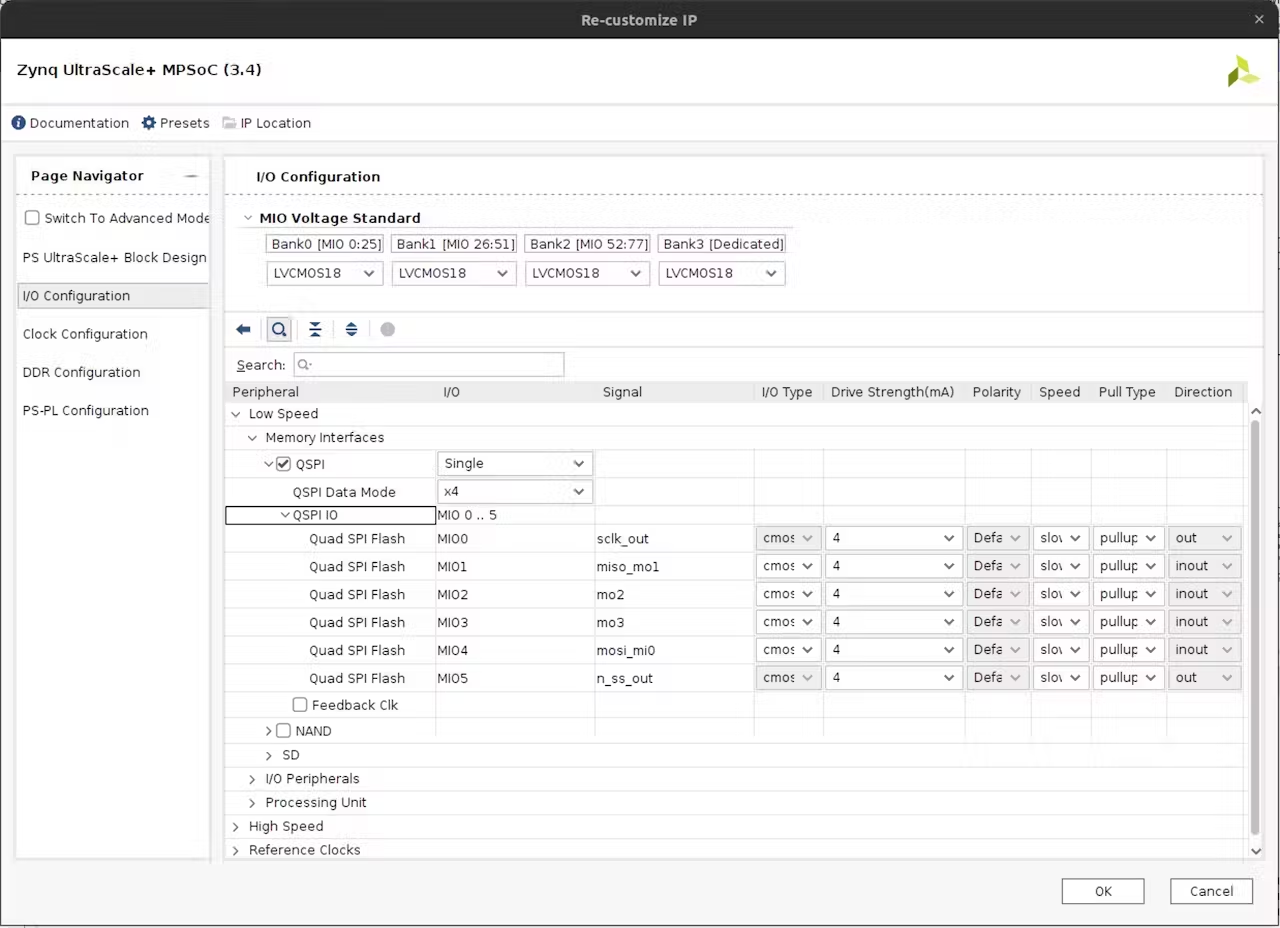 Re-customize IP
Zynq UltraScale+ MPSoC (3.4)
Documentation Presets IP Location
Page Navigator
Switch To Advanced Mode
PS UltraScale+ Block Design
I/O Configuration
Clock Configuration
DDR Configuration
PS-PL Configuration
I/O Configuration
MIO Voltage Standard
Bank0 [MIO 0:25] Bank1 [MIO 26:51] Bank2 [MIO 52:77] Bank3 [Dedicated]
LVCMOS18 LVCMOS18 LVCMOS18 LVCMOS18
Search:
Peripheral I/O Signal I/O Type Drive Strength(mA) Polarity Speed Pull Type Direction
Low Speed
Memory Interfaces
QSPI Single
QSPI Data Mode x4
QSPI IO MIO 0 .. 5
Quad SPI Flash MIO0 sclk_out cmos 4 Defa slov pullup out
Quad SPI Flash MIO1 miso_mo1 cmos 4 Defa slov pullup inout
Quad SPI Flash MIO2 mo2 cmos 4 Defa slov pullup inout
Quad SPI Flash MIO3 mo3 cmos 4 Defa slov pullup inout
Quad SPI Flash MIO4 mosi_mi0 cmos 4 Defa slov pullup inout
Quad SPI Flash MIO5 n_ss_out cmos 4 Defa slov pullup out
Feedback Clk
NAND
SD
I/O Peripherals
Processing Unit
High Speed
Reference Clocks
OK Cancel